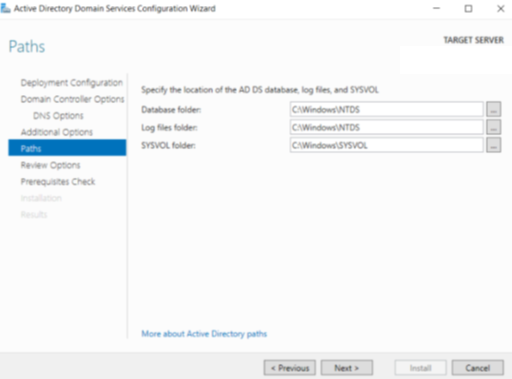 Active Directory Domain Services Configuration Wizard
Paths
TARGET SERVER
Deployment Configuration
Domain Controller Options
DNS Options
Additional Options
Paths
Review Options
Prerequisites Check
Installation
Results
Specify the location of the AD DS database, log files, and SYSVOL
Database folder: C:\Windows\NTDS ...
Log files folder: C:\Windows\NTDS ...
SYSVOL folder: C:\Windows\SYSVOL ...
More about Active Directory paths
< Previous Next > Install Cancel